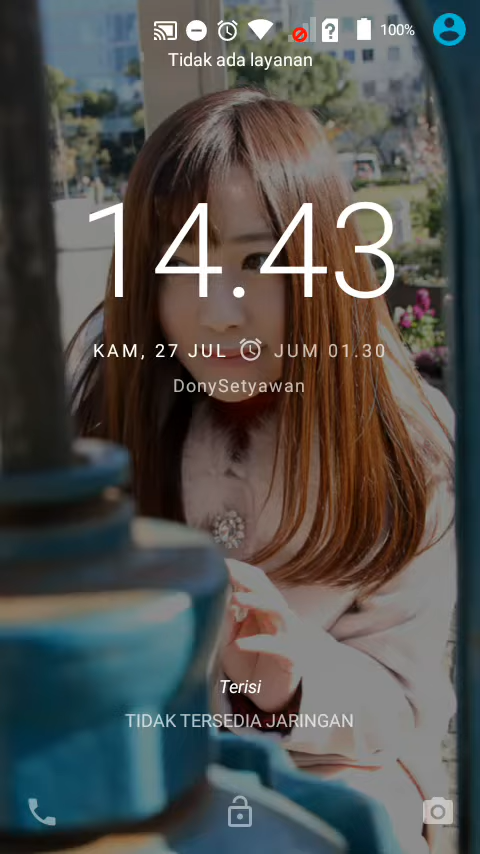 100%
Tidak ada layanan
14.43
KAM, 27 JUL JUM 01.30
DonySetyawan
Terisi
TIDAK TERSEDIA JARINGAN